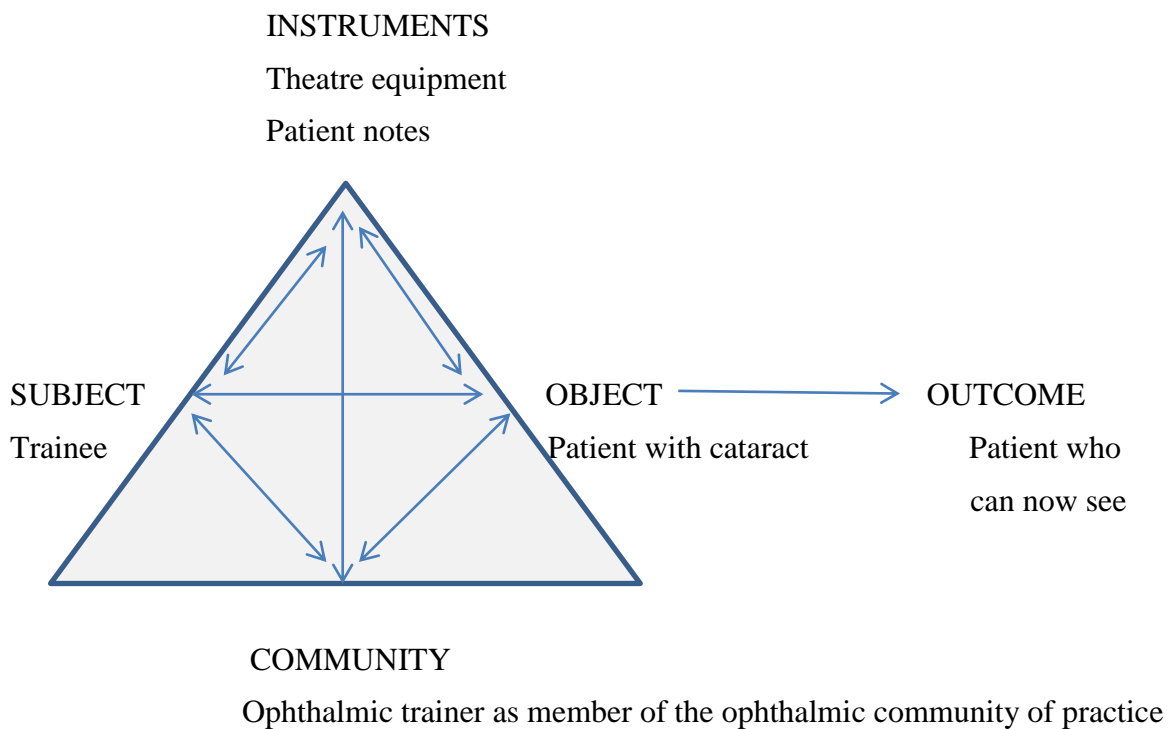 INSTRUMENTS
Theatre equipment
Patient notes
SUBJECT
Trainee
OBJECT
Patient with cataract
OUTCOME
Patient who
can now see
COMMUNITY
Ophthalmic trainer as member of the ophthalmic community of practice